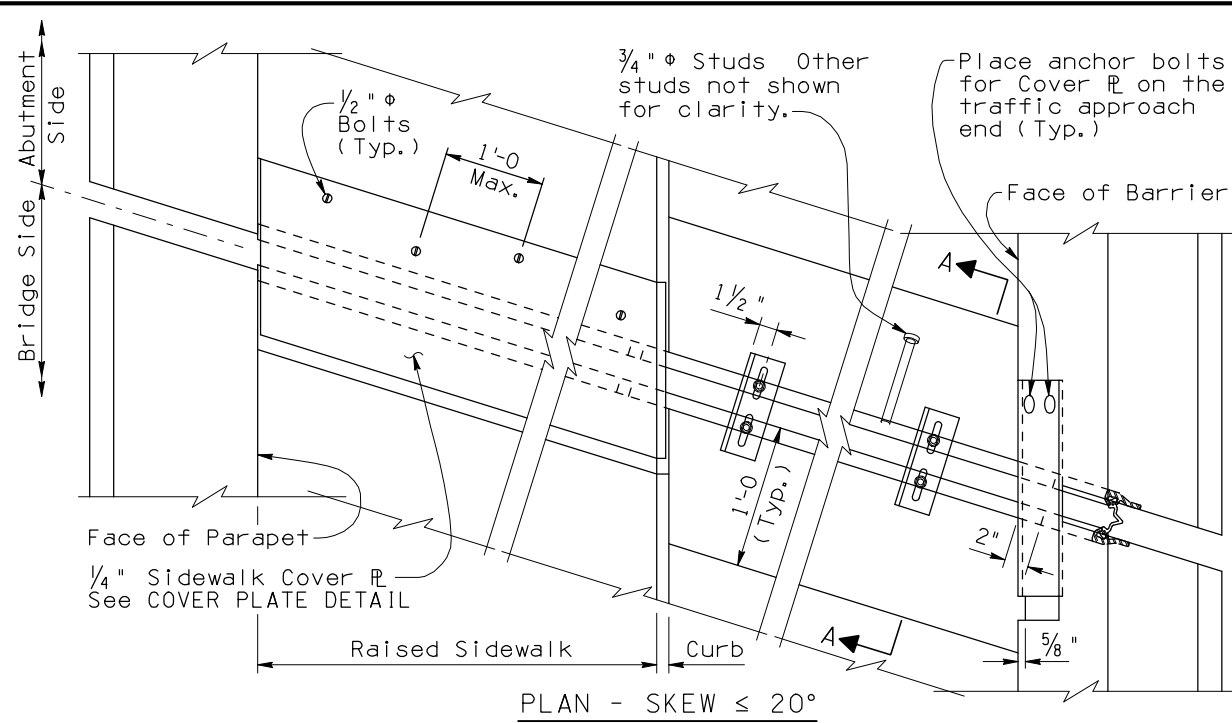 Abutment
Side
Bridge Side
½"Φ
Bolts
(Typ.)
1'-0
Max.
¾"Φ Studs Other
studs not shown
for clarity.
Place anchor bolts
for Cover ℄ on the
traffic approach
end (Typ.)
Face of Barrier
A
1½"
1'-0
(Typ.)
2"
A
⅝"
Face of Parapet
¼" Sidewalk Cover ℄
See COVER PLATE DETAIL
Raised Sidewalk
Curb
PLAN - SKEW ≤ 20°